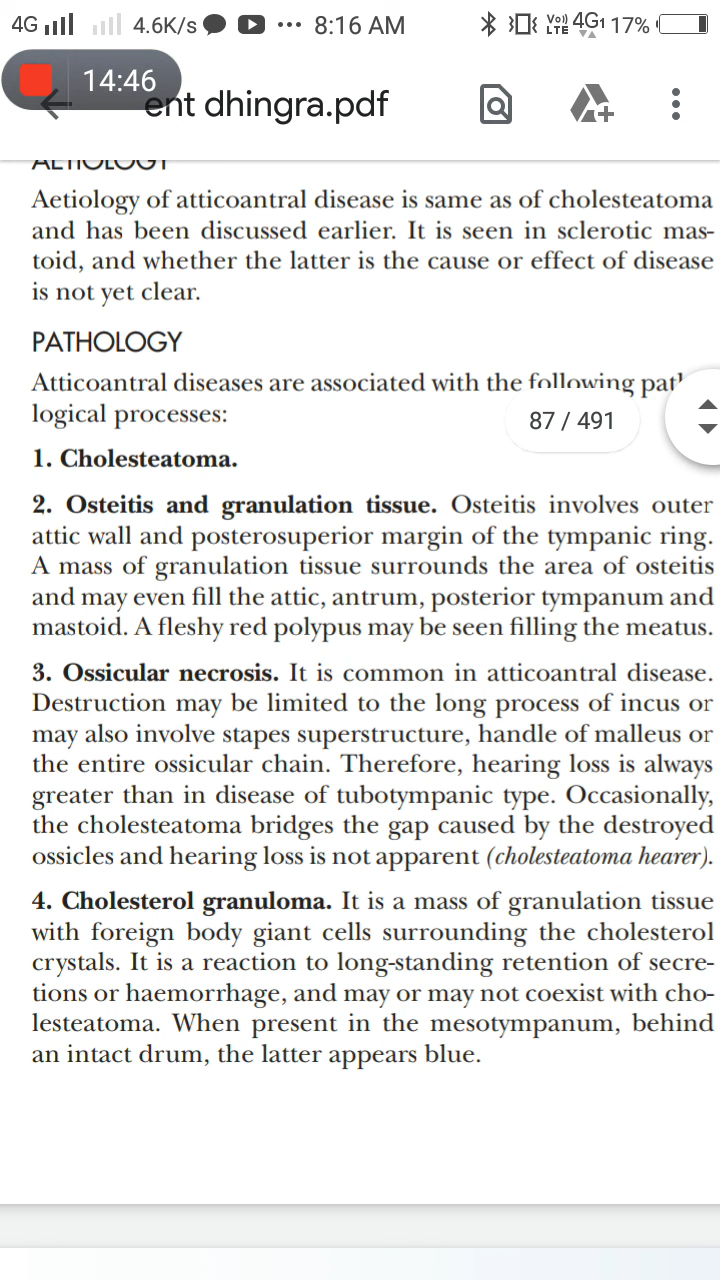 4G 4.6K/s ••• 8:16 AM Vo)) LTE 4G1 17%
14:46
ent dhingra.pdf
AETIOLOGY
Aetiology of atticoantral disease is same as of cholesteatoma
and has been discussed earlier. It is seen in sclerotic mas-
toid, and whether the latter is the cause or effect of disease
is not yet clear.
PATHOLOGY
Atticoantral diseases are associated with the following
logical processes:
87 / 491
1. Cholesteatoma.
2. Osteitis and granulation tissue. Osteitis involves outer
attic wall and posterosuperior margin of the tympanic ring.
A mass of granulation tissue surrounds the area of osteitis
and may even fill the attic, antrum, posterior tympanum and
mastoid. A fleshy red polypus may be seen filling the meatus.
3. Ossicular necrosis. It is common in atticoantral disease.
Destruction may be limited to the long process of incus or
may also involve stapes superstructure, handle of malleus or
the entire ossicular chain. Therefore, hearing loss is always
greater than in disease of tubotympanic type. Occasionally,
the cholesteatoma bridges the gap caused by the destroyed
ossicles and hearing loss is not apparent (cholesteatoma hearer).
4. Cholesterol granuloma. It is a mass of granulation tissue
with foreign body giant cells surrounding the cholesterol
crystals. It is a reaction to long-standing retention of secre-
tions or haemorrhage, and may or may not coexist with cho-
lesteatoma. When present in the mesotympanum, behind
an intact drum, the latter appears blue.